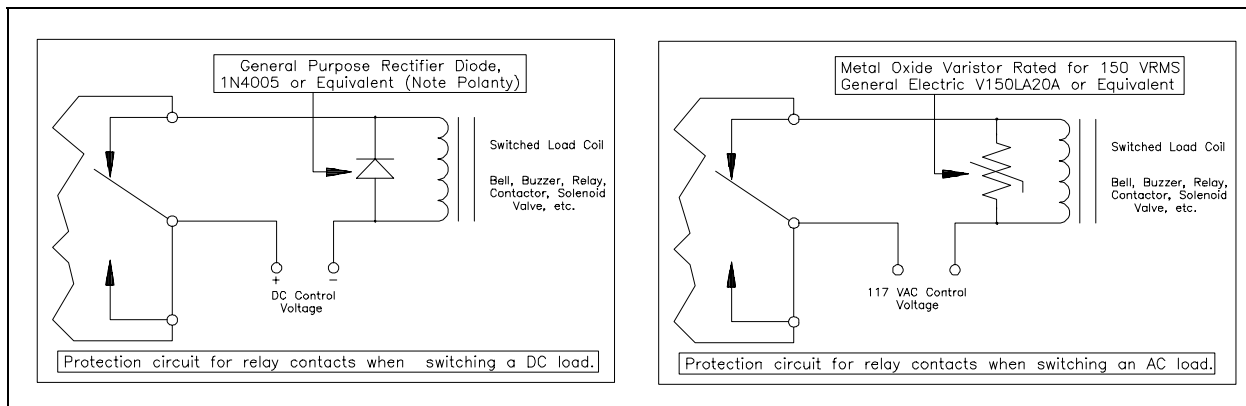 General Purpose Rectifier Diode,
1N4005 or Equivalent (Note Polanty)
Switched Load Coil
Bell, Buzzer, Relay,
Contactor, Solenoid
Valve, etc.
+
−
DC Control
Voltage
Protection circuit for relay contacts when switching a DC load.
Metal Oxide Varistor Rated for 150 VRMS
General Electric V150LA20A or Equivalent
Switched Load Coil
Bell, Buzzer, Relay,
Contactor, Solenoid
Valve, etc.
117 VAC Control
Voltage
Protection circuit for relay contacts when switching an AC load.